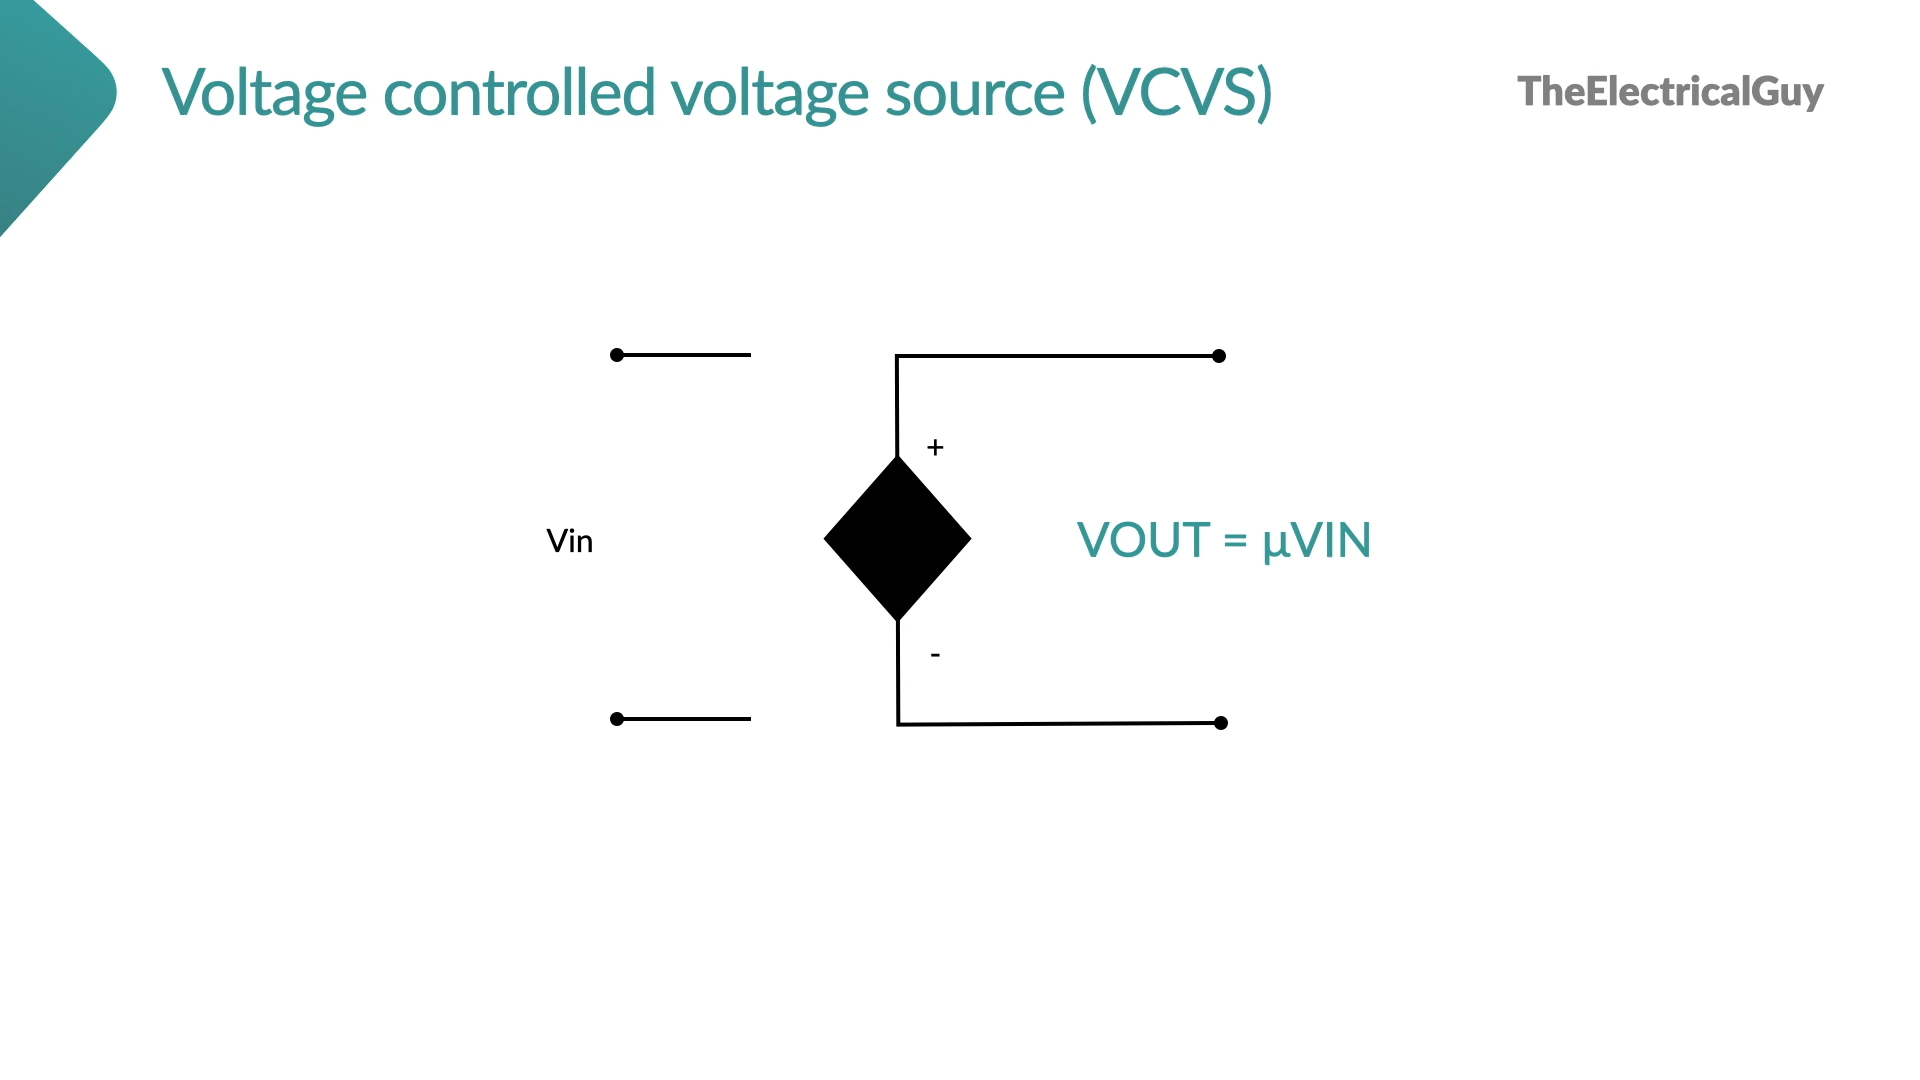 Voltage controlled voltage source (VCVS)
TheElectricalGuy
+
Vin
VOUT = μVIN
-